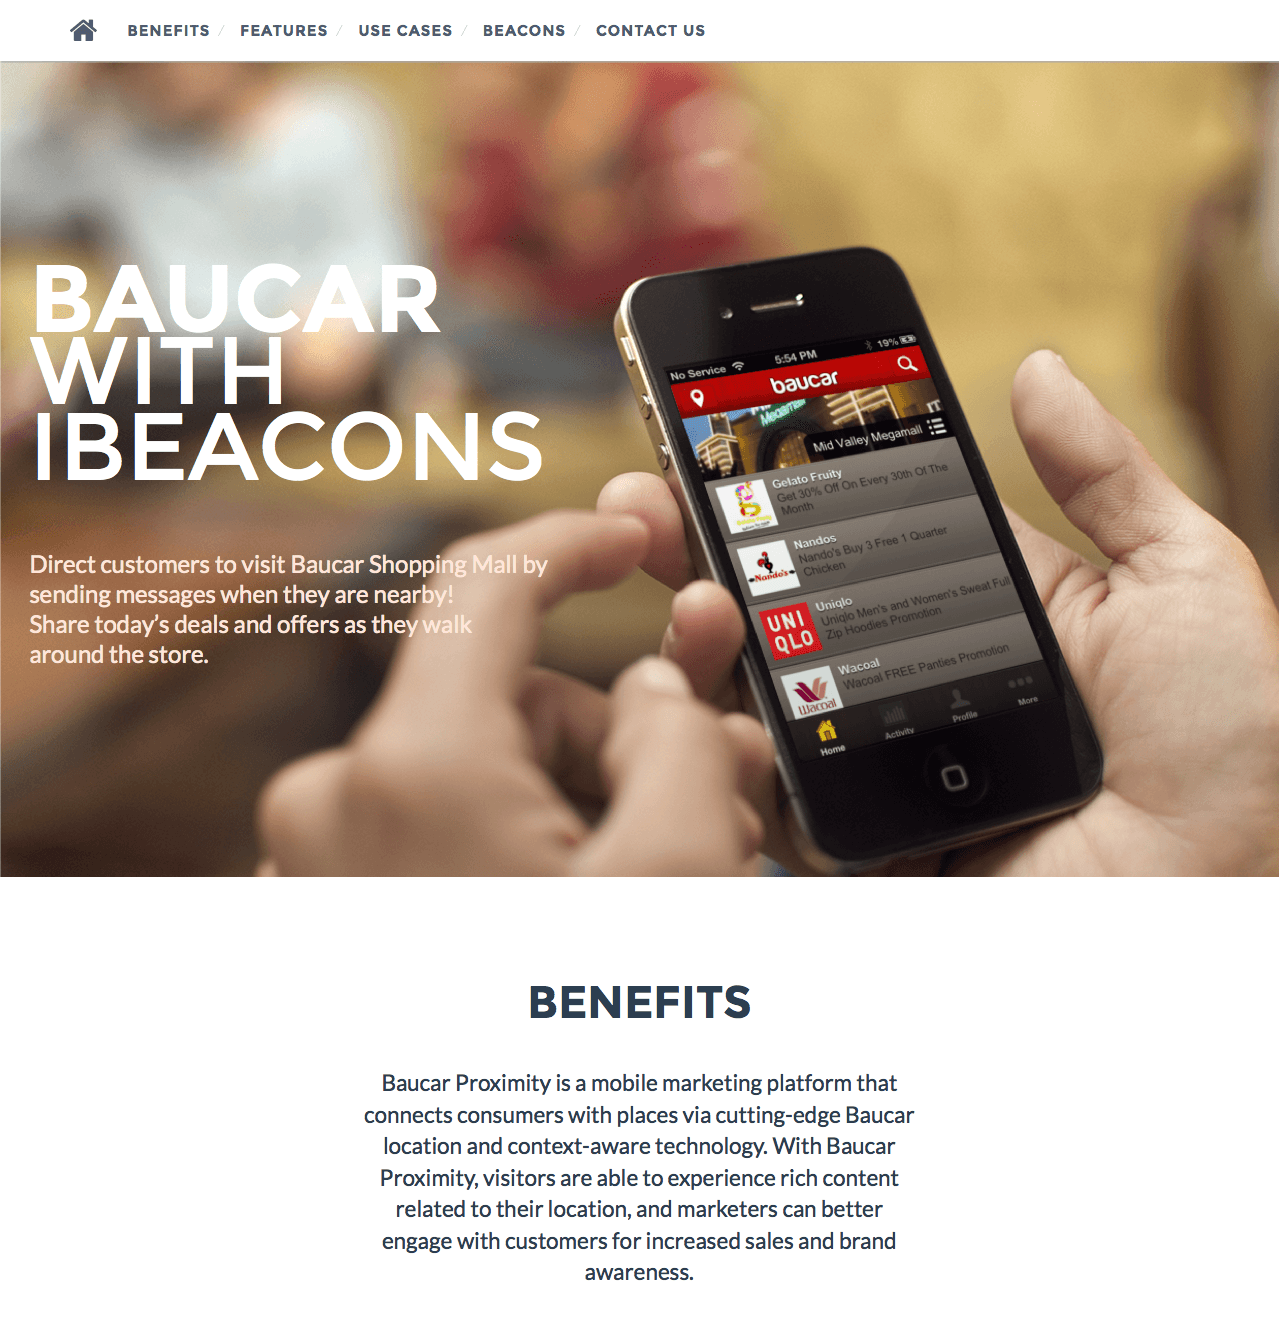 BENEFITS / FEATURES / USE CASES / BEACONS / CONTACT US
BAUCAR
WITH
IBEACONS
Direct customers to visit Baucar Shopping Mall by
sending messages when they are nearby!
Share today’s deals and offers as they walk
around the store.
No Service 5:54 PM 19%
baucar
Megamall
Mid Valley Megamall
Gelato Fruity
Get 30% Off On Every 30th Of The
Month
Nandos
Nando's Buy 3 Free 1 Quarter
Chicken
Nando's
Uniqlo
Uniqlo Men's and Women's Sweat Full
Zip Hoodies Promotion
UNI
QLO
Wacoal
Wacoal FREE Panties Promotion
Wacoal
Home Activity Profile More
BENEFITS
Baucar Proximity is a mobile marketing platform that
connects consumers with places via cutting-edge Baucar
location and context-aware technology. With Baucar
Proximity, visitors are able to experience rich content
related to their location, and marketers can better
engage with customers for increased sales and brand
awareness.